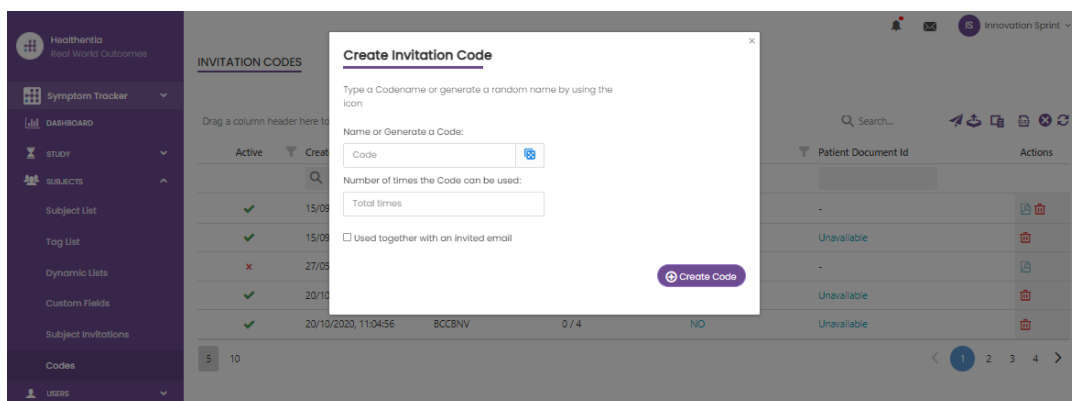 Healthentia
Real World Outcomes
IS Innovation Sprint
INVITATION CODES
Create Invitation Code
Type a Codename or generate a random name by using the
icon
Name or Generate a Code:
Code
Number of times the Code can be used:
Total times
Used together with an invited email
Create Code
Symptom Tracker
DASHBOARD
STUDY
SUBJECTS
Subject List
Tag List
Dynamic Lists
Custom Fields
Subject Invitations
Codes
USERS
Drag a column header here to
Search...
Active Creat Patient Document Id Actions
15/09 -
15/09 Unavailable
27/05 -
20/10 Unavailable
20/10/2020, 11:04:56 BCCBNV 0 / 4 NO Unavailable
5 10
1 2 3 4